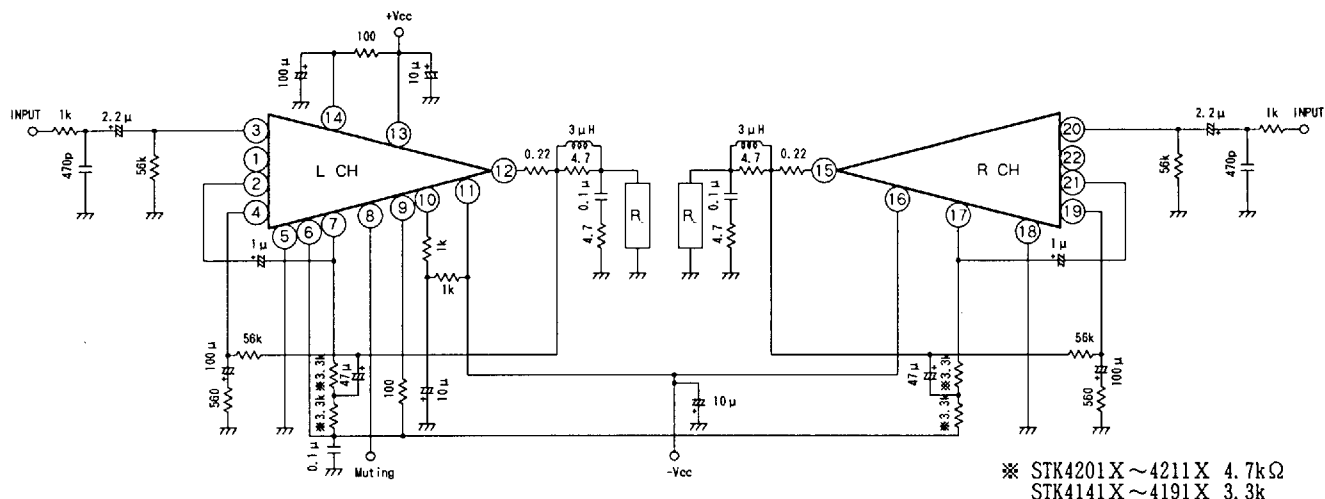 +Vcc
100
100μ
10μ
INPUT
1k
2.2μ
470p
56k
3
1
2
4
L CH
14
13
12
5
6
7
8
9
10
11
3μH
0.22
4.7
0.1μ
4.7
R
1μ
1k
1k
56k
100μ
560
※3.3k
※3.3k
47μ
0.1μ
100
10μ
Muting
3μH
4.7
0.22
0.1μ
4.7
R
15
R CH
16
17
18
20
22
21
19
2.2μ
1k
INPUT
56k
470p
1μ
47μ
※3.3k
※3.3k
56k
100μ
560
10μ
-Vcc
※ STK4201X～4211X 4.7kΩ
STK4141X～4191X 3.3k